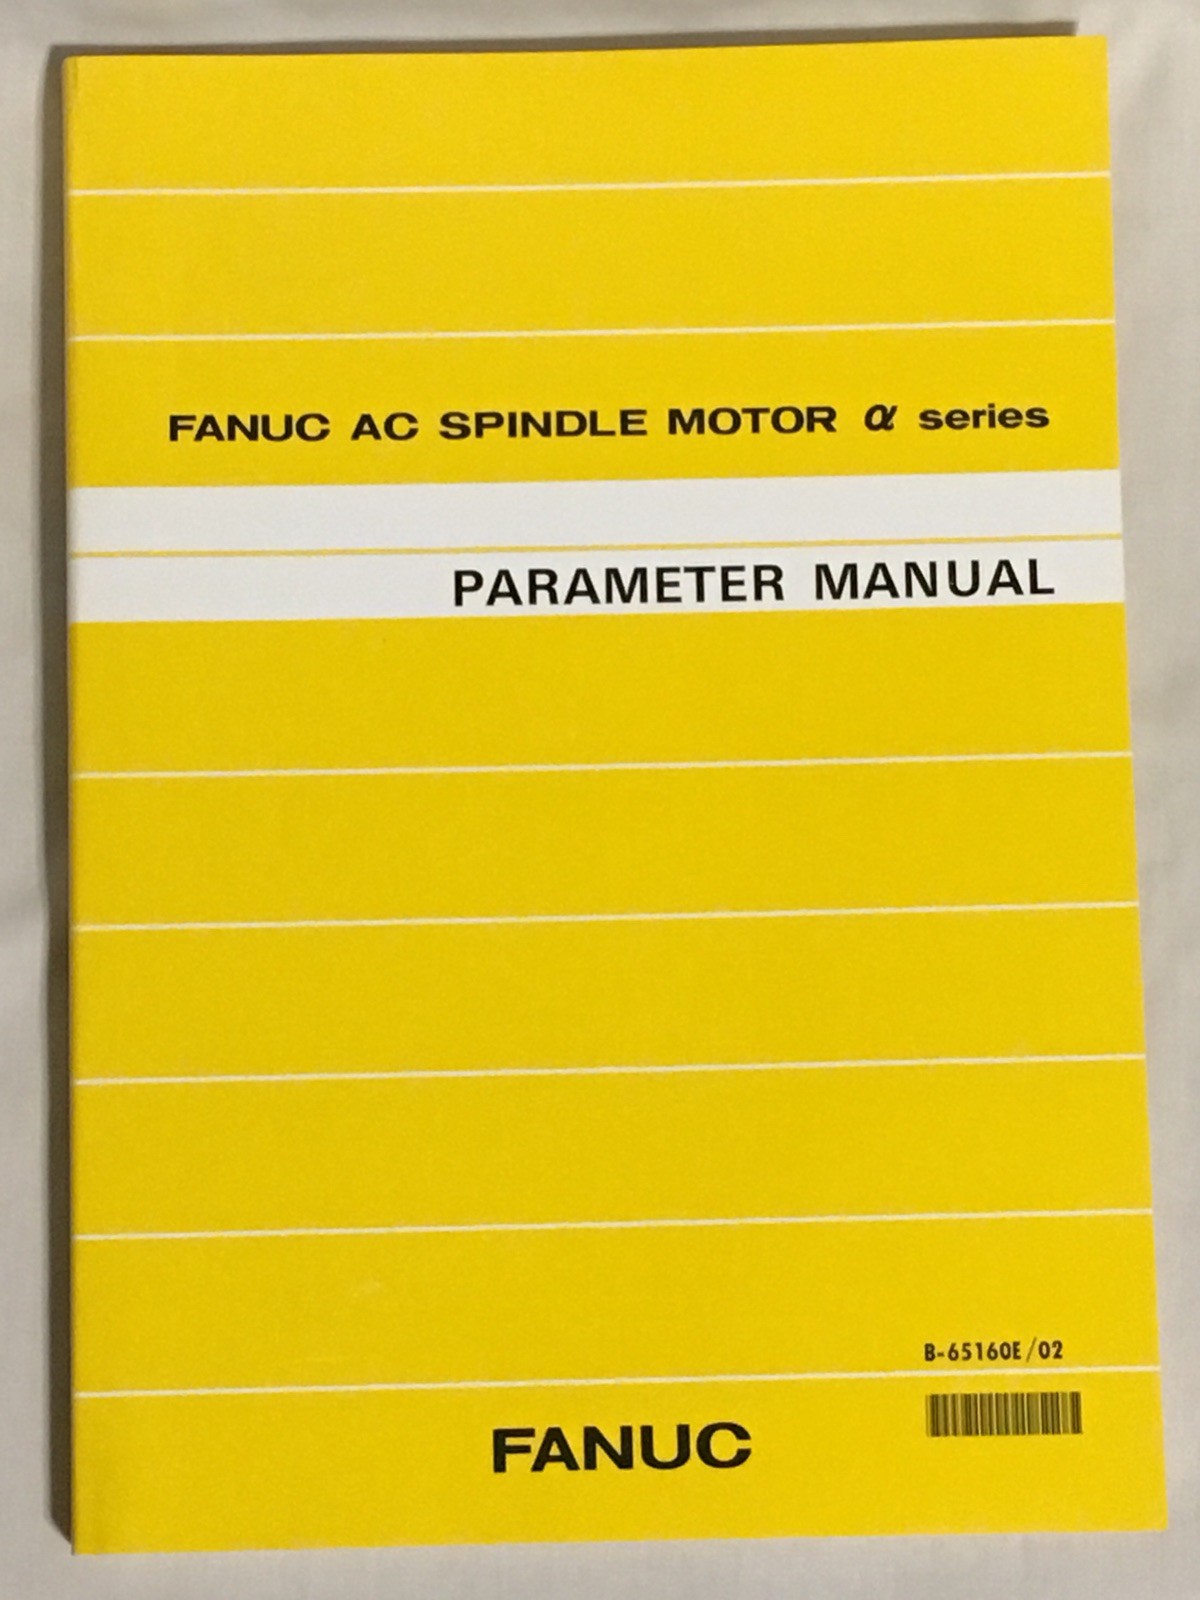 FANUC AC SPINDLE MOTOR α series
PARAMETER MANUAL
B-65160E/02
FANUC